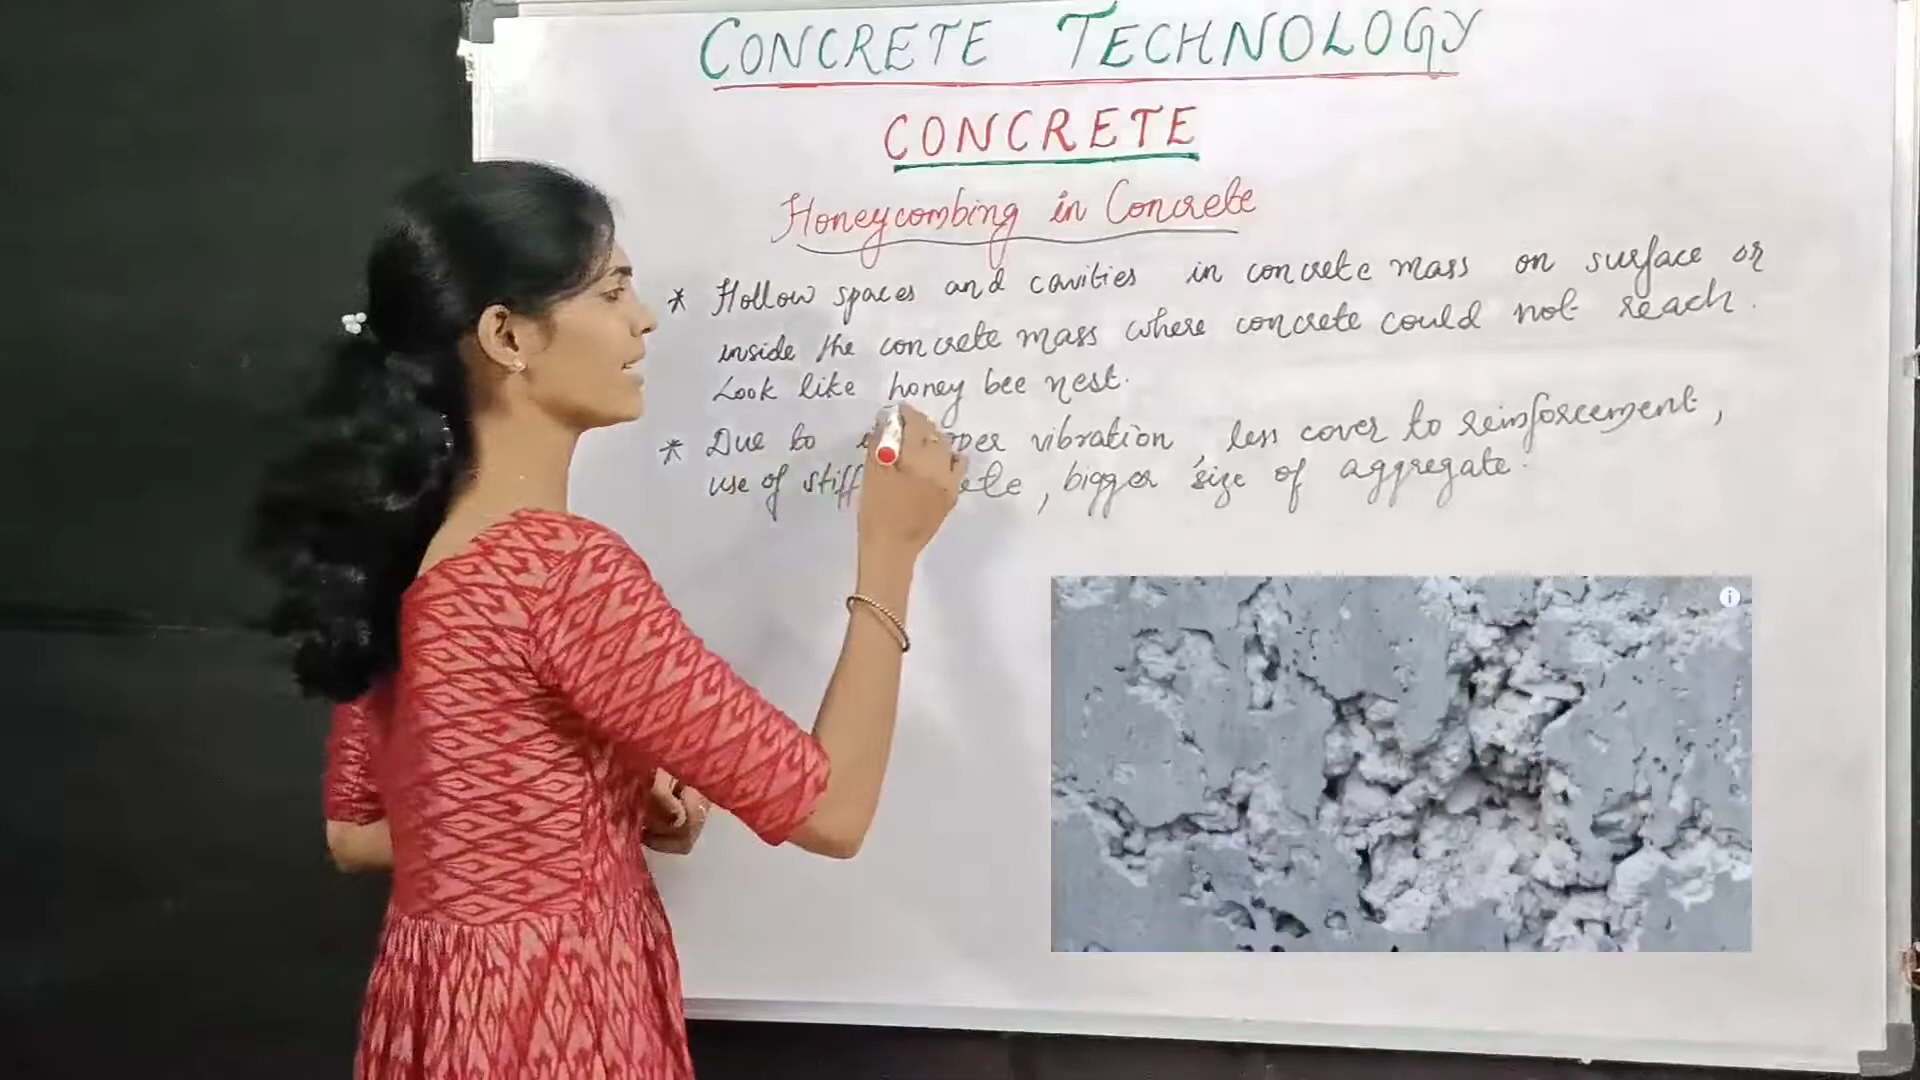 CONCRETE TECHNOLOGY
CONCRETE
Honeycombing in Concrete
* Hollow spaces and cavities in concrete mass on surface or
inside the concrete mass where concrete could not reach.
Look like honey bee nest.
* Due to vibration, less cover to reinforcement,
use of stiff , bigger size of aggregate.
i